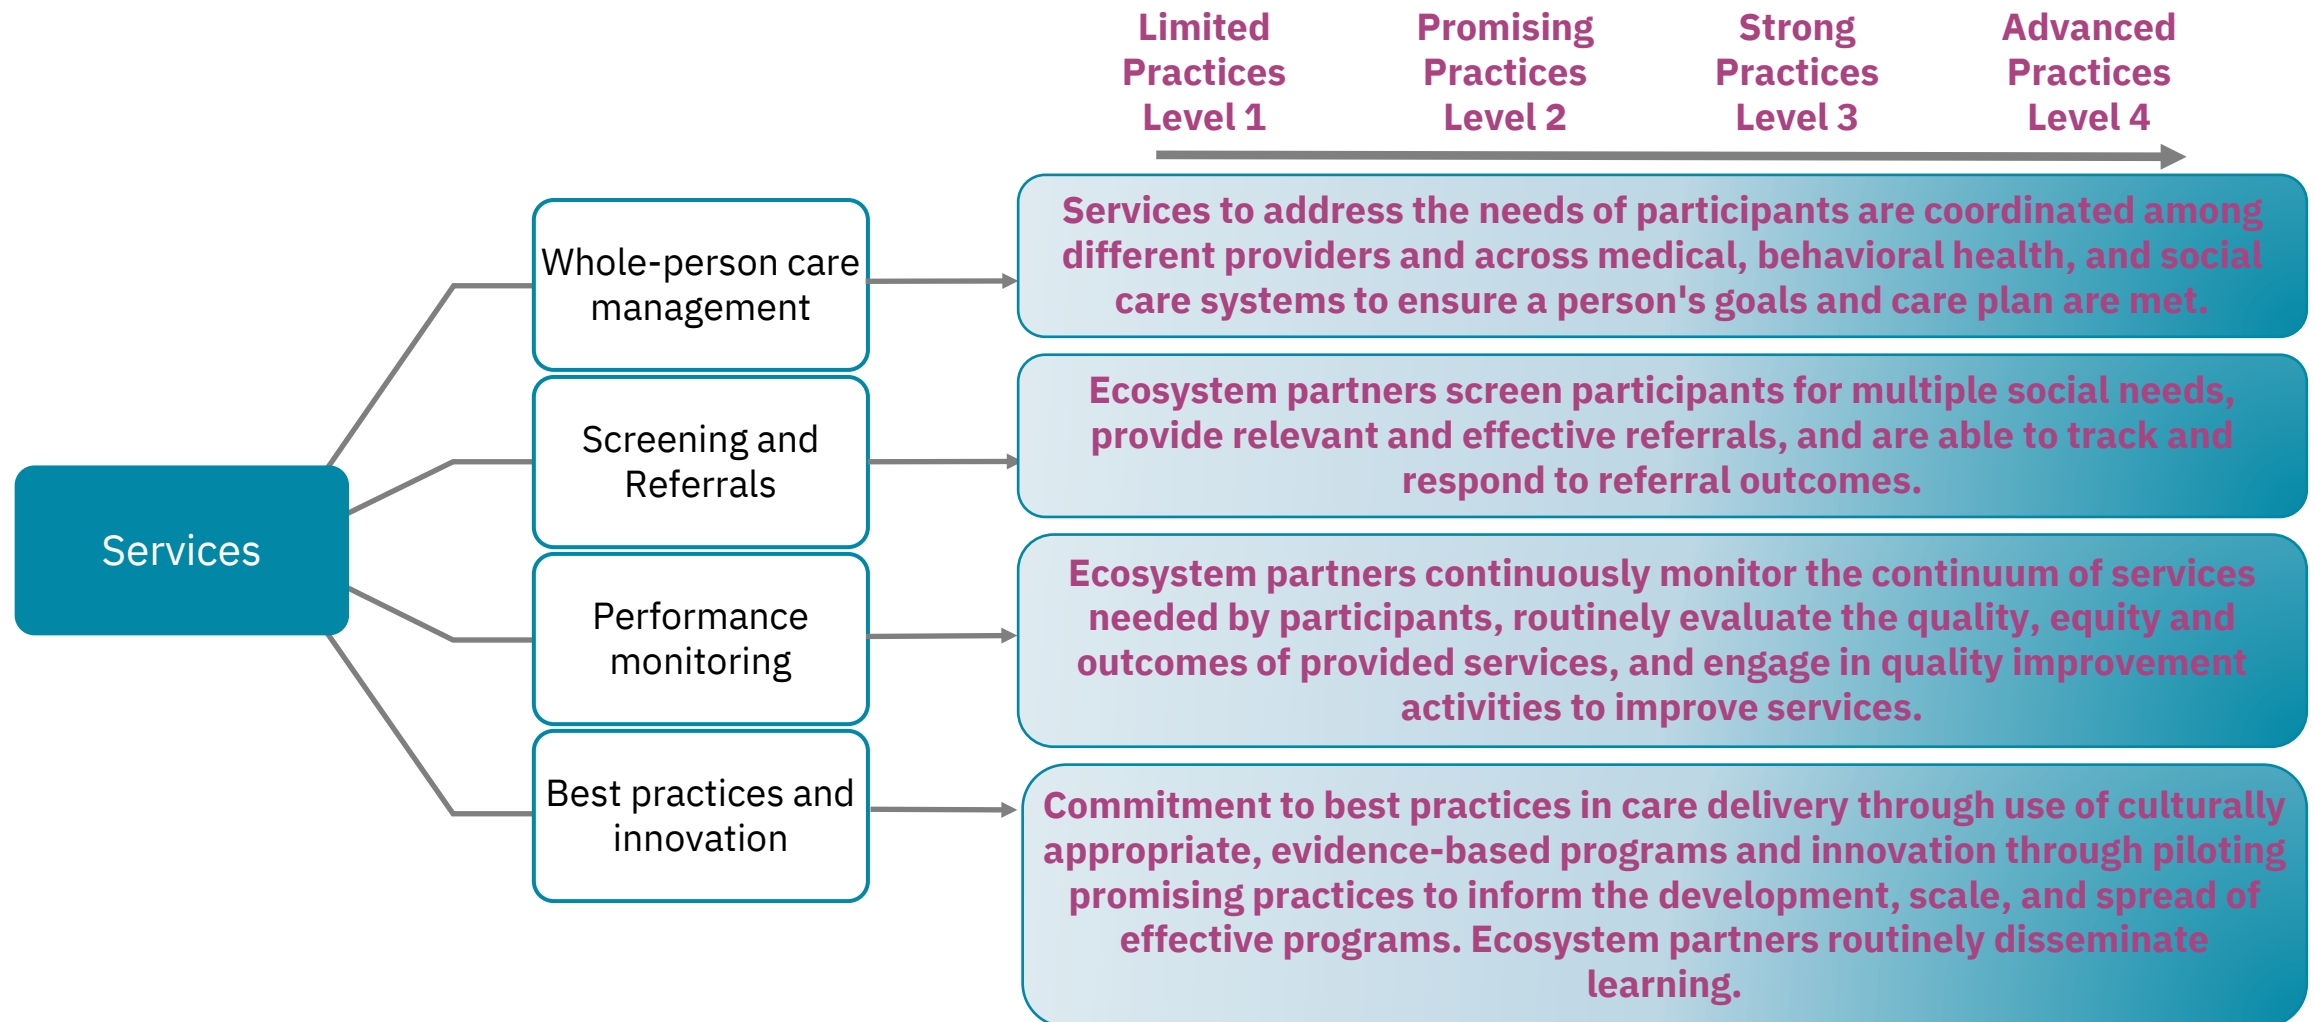 Limited
Practices
Level 1
Promising
Practices
Level 2
Strong
Practices
Level 3
Advanced
Practices
Level 4
Services
Whole-person care
management
Services to address the needs of participants are coordinated among
different providers and across medical, behavioral health, and social
care systems to ensure a person's goals and care plan are met.
Screening and
Referrals
Ecosystem partners screen participants for multiple social needs,
provide relevant and effective referrals, and are able to track and
respond to referral outcomes.
Performance
monitoring
Ecosystem partners continuously monitor the continuum of services
needed by participants, routinely evaluate the quality, equity and
outcomes of provided services, and engage in quality improvement
activities to improve services.
Best practices and
innovation
Commitment to best practices in care delivery through use of culturally
appropriate, evidence-based programs and innovation through piloting
promising practices to inform the development, scale, and spread of
effective programs. Ecosystem partners routinely disseminate
learning.